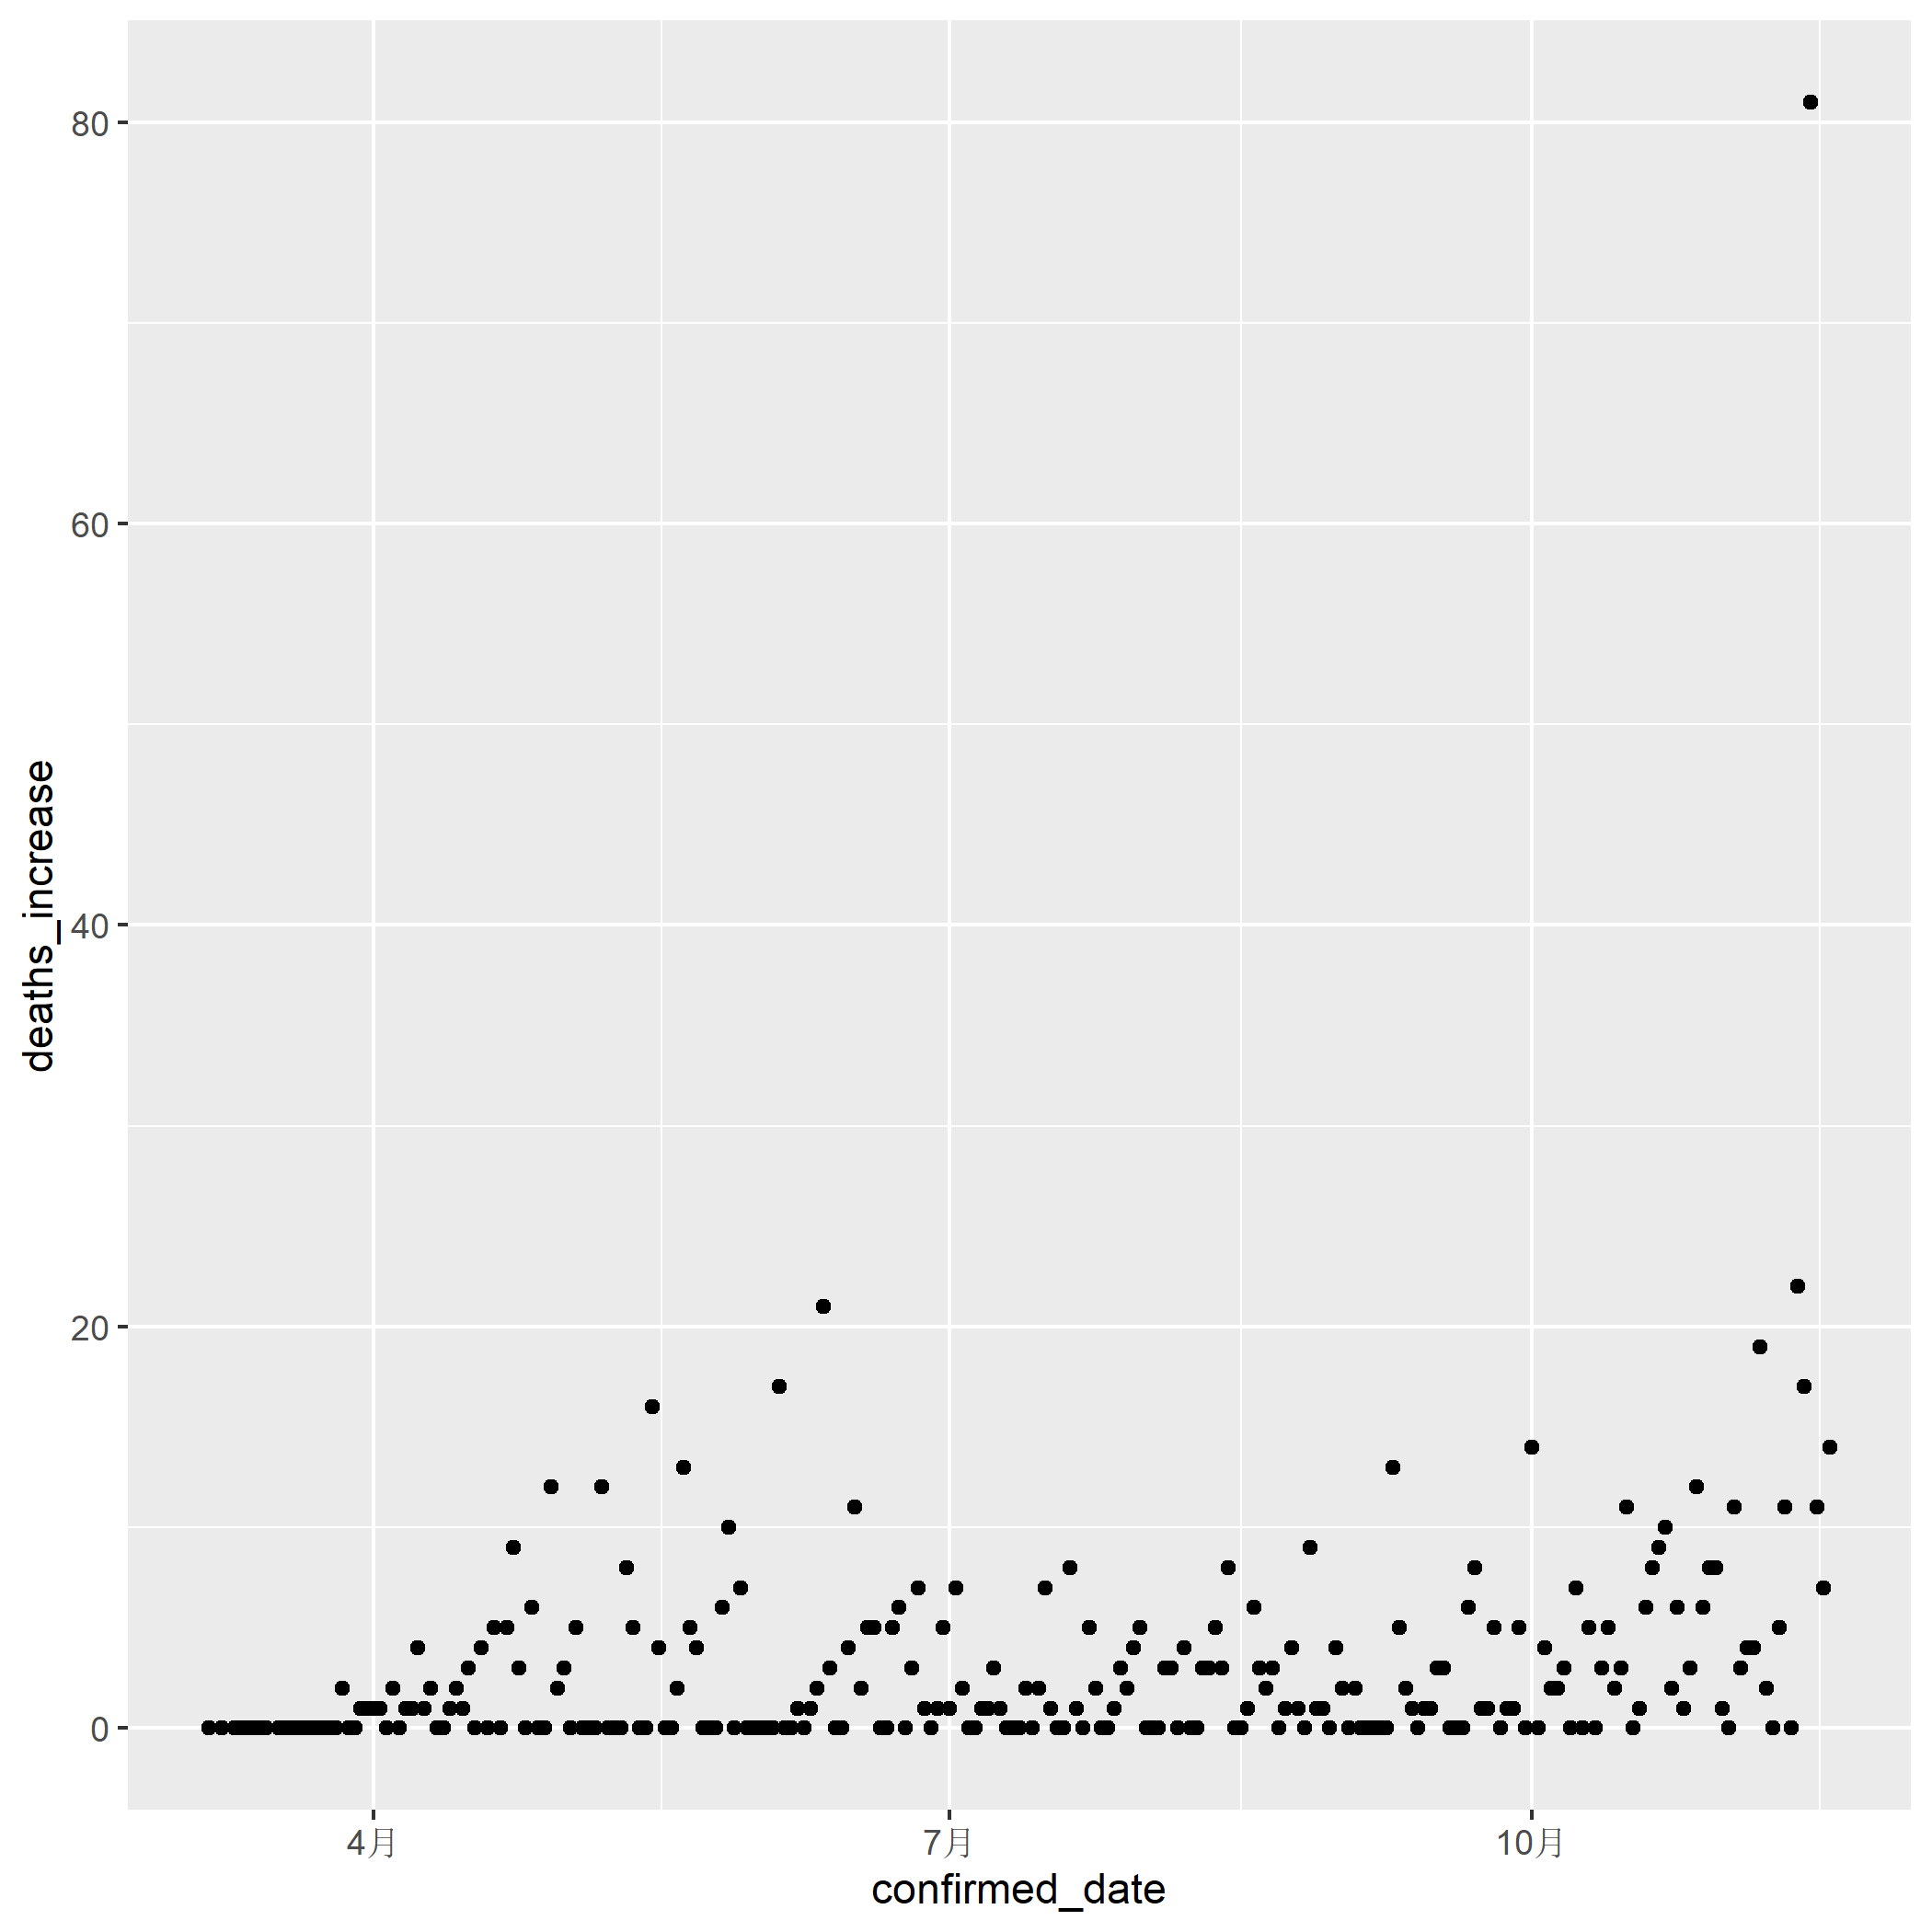 80
60
40
20
0
deaths_increase
4月
7月
10月
confirmed_date